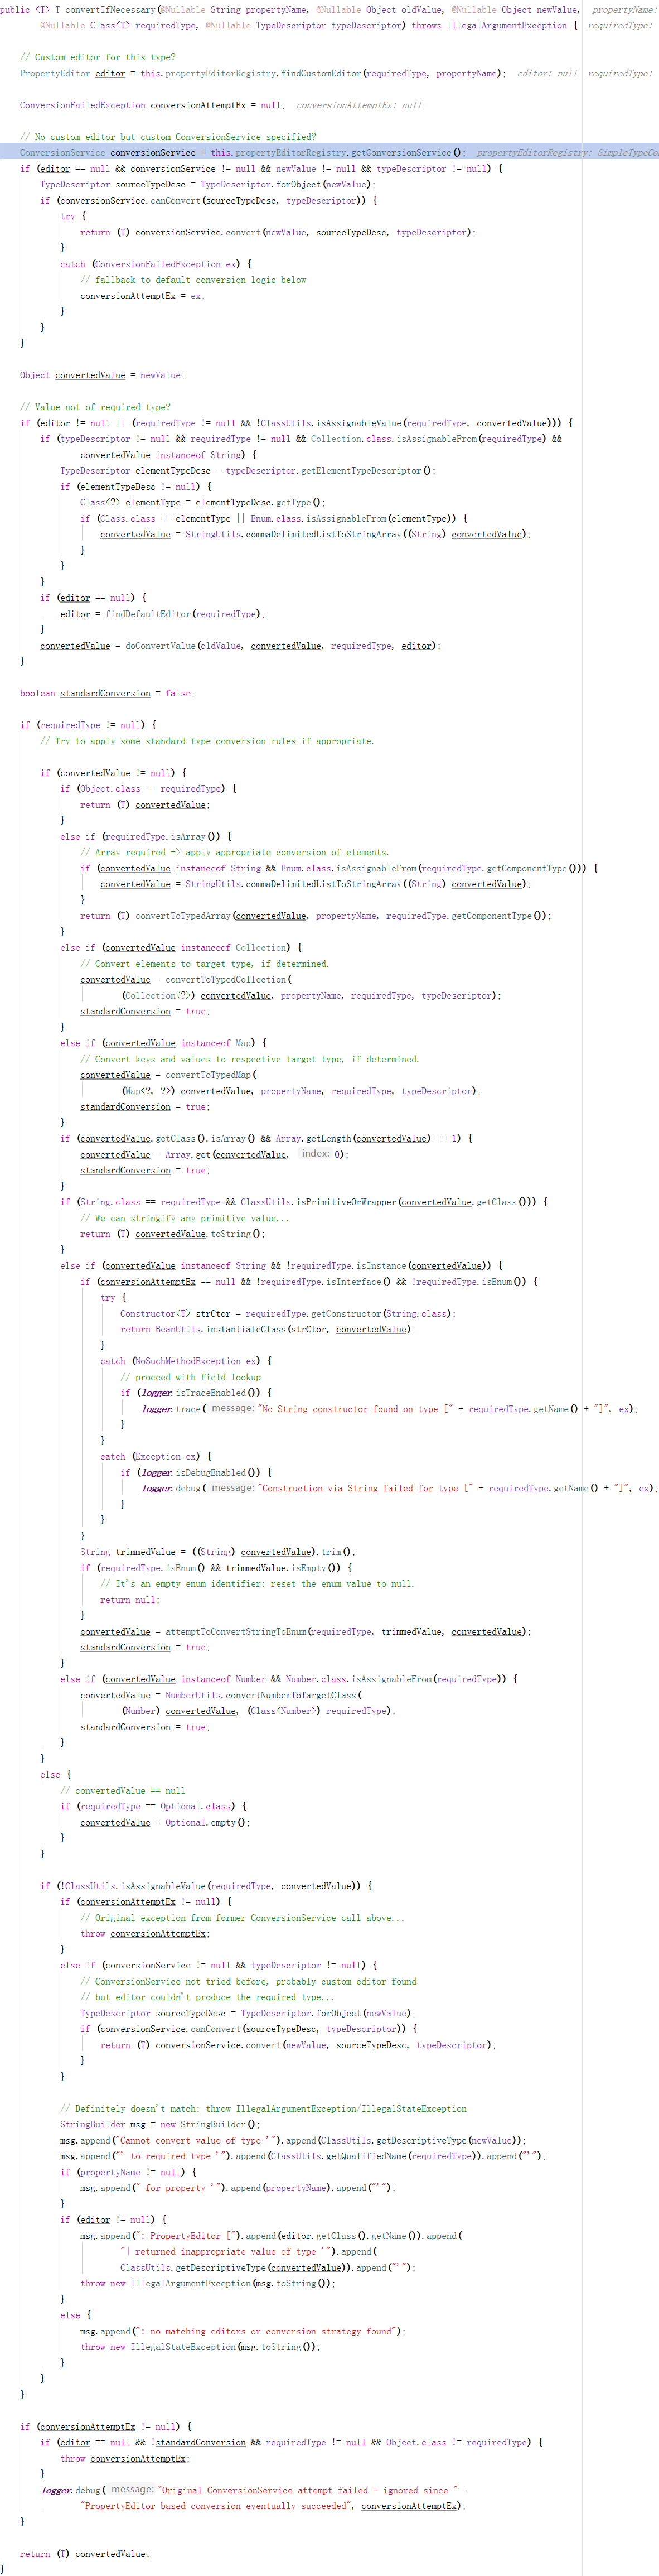 public <T> T convertIfNecessary(@Nullable String propertyName, @Nullable Object oldValue, @Nullable Object newValue,  propertyName:
        @Nullable Class<T> requiredType, @Nullable TypeDescriptor typeDescriptor) throws IllegalArgumentException {  requiredType:

    // Custom editor for this type?
    PropertyEditor editor = this.propertyEditorRegistry.findCustomEditor(requiredType, propertyName);  editor: null  requiredType:

    ConversionFailedException conversionAttemptEx = null;  conversionAttemptEx: null

    // No custom editor but custom ConversionService specified?
    ConversionService conversionService = this.propertyEditorRegistry.getConversionService();  propertyEditorRegistry: SimpleTypeCo
    if (editor == null && conversionService != null && newValue != null && typeDescriptor != null) {
        TypeDescriptor sourceTypeDesc = TypeDescriptor.forObject(newValue);
        if (conversionService.canConvert(sourceTypeDesc, typeDescriptor)) {
            try {
                return (T) conversionService.convert(newValue, sourceTypeDesc, typeDescriptor);
            }
            catch (ConversionFailedException ex) {
                // fallback to default conversion logic below
                conversionAttemptEx = ex;
            }
        }
    }

    Object convertedValue = newValue;

    // Value not of required type?
    if (editor != null || (requiredType != null && !ClassUtils.isAssignableValue(requiredType, convertedValue))) {
        if (typeDescriptor != null && requiredType != null && Collection.class.isAssignableFrom(requiredType) &&
                convertedValue instanceof String) {
            TypeDescriptor elementTypeDesc = typeDescriptor.getElementTypeDescriptor();
            if (elementTypeDesc != null) {
                Class<?> elementType = elementTypeDesc.getType();
                if (Class.class == elementType || Enum.class.isAssignableFrom(elementType)) {
                    convertedValue = StringUtils.commaDelimitedListToStringArray((String) convertedValue);
                }
            }
        }
        if (editor == null) {
            editor = findDefaultEditor(requiredType);
        }
        convertedValue = doConvertValue(oldValue, convertedValue, requiredType, editor);
    }

    boolean standardConversion = false;

    if (requiredType != null) {
        // Try to apply some standard type conversion rules if appropriate.

        if (convertedValue != null) {
            if (Object.class == requiredType) {
                return (T) convertedValue;
            }
            else if (requiredType.isArray()) {
                // Array required -> apply appropriate conversion of elements.
                if (convertedValue instanceof String && Enum.class.isAssignableFrom(requiredType.getComponentType())) {
                    convertedValue = StringUtils.commaDelimitedListToStringArray((String) convertedValue);
                }
                return (T) convertToTypedArray(convertedValue, propertyName, requiredType.getComponentType());
            }
            else if (convertedValue instanceof Collection) {
                // Convert elements to target type, if determined.
                convertedValue = convertToTypedCollection(
                        (Collection<?>) convertedValue, propertyName, requiredType, typeDescriptor);
                standardConversion = true;
            }
            else if (convertedValue instanceof Map) {
                // Convert keys and values to respective target type, if determined.
                convertedValue = convertToTypedMap(
                        (Map<?, ?>) convertedValue, propertyName, requiredType, typeDescriptor);
                standardConversion = true;
            }
            if (convertedValue.getClass().isArray() && Array.getLength(convertedValue) == 1) {
                convertedValue = Array.get(convertedValue, index: 0);
                standardConversion = true;
            }
            if (String.class == requiredType && ClassUtils.isPrimitiveOrWrapper(convertedValue.getClass())) {
                // We can stringify any primitive value...
                return (T) convertedValue.toString();
            }
            else if (convertedValue instanceof String && !requiredType.isInstance(convertedValue)) {
                if (conversionAttemptEx == null && !requiredType.isInterface() && !requiredType.isEnum()) {
                    try {
                        Constructor<T> strCtor = requiredType.getConstructor(String.class);
                        return BeanUtils.instantiateClass(strCtor, convertedValue);
                    }
                    catch (NoSuchMethodException ex) {
                        // proceed with field lookup
                        if (logger.isTraceEnabled()) {
                            logger.trace( message: "No String constructor found on type [" + requiredType.getName() + "]", ex);
                        }
                    }
                    catch (Exception ex) {
                        if (logger.isDebugEnabled()) {
                            logger.debug( message: "Construction via String failed for type [" + requiredType.getName() + "]", ex);
                        }
                    }
                }
                String trimmedValue = ((String) convertedValue).trim();
                if (requiredType.isEnum() && trimmedValue.isEmpty()) {
                    // It's an empty enum identifier: reset the enum value to null.
                    return null;
                }
                convertedValue = attemptToConvertStringToEnum(requiredType, trimmedValue, convertedValue);
                standardConversion = true;
            }
            else if (convertedValue instanceof Number && Number.class.isAssignableFrom(requiredType)) {
                convertedValue = NumberUtils.convertNumberToTargetClass(
                        (Number) convertedValue, (Class<Number>) requiredType);
                standardConversion = true;
            }
        }
        else {
            // convertedValue == null
            if (requiredType == Optional.class) {
                convertedValue = Optional.empty();
            }
        }

        if (!ClassUtils.isAssignableValue(requiredType, convertedValue)) {
            if (conversionAttemptEx != null) {
                // Original exception from former ConversionService call above...
                throw conversionAttemptEx;
            }
            else if (conversionService != null && typeDescriptor != null) {
                // ConversionService not tried before, probably custom editor found
                // but editor couldn't produce the required type...
                TypeDescriptor sourceTypeDesc = TypeDescriptor.forObject(newValue);
                if (conversionService.canConvert(sourceTypeDesc, typeDescriptor)) {
                    return (T) conversionService.convert(newValue, sourceTypeDesc, typeDescriptor);
                }
            }

            // Definitely doesn't match: throw IllegalArgumentException/IllegalStateException
            StringBuilder msg = new StringBuilder();
            msg.append("Cannot convert value of type '").append(ClassUtils.getDescriptiveType(newValue));
            msg.append("' to required type '").append(ClassUtils.getQualifiedName(requiredType)).append("'");
            if (propertyName != null) {
                msg.append(" for property '").append(propertyName).append("'");
            }
            if (editor != null) {
                msg.append(": PropertyEditor [").append(editor.getClass().getName()).append(
                        "] returned inappropriate value of type '").append(
                        ClassUtils.getDescriptiveType(convertedValue)).append("'");
                throw new IllegalArgumentException(msg.toString());
            }
            else {
                msg.append(": no matching editors or conversion strategy found");
                throw new IllegalStateException(msg.toString());
            }
        }
    }

    if (conversionAttemptEx != null) {
        if (editor == null && !standardConversion && requiredType != null && Object.class != requiredType) {
            throw conversionAttemptEx;
        }
        logger.debug( message: "Original ConversionService attempt failed - ignored since " +
                "PropertyEditor based conversion eventually succeeded", conversionAttemptEx);
    }

    return (T) convertedValue;
}